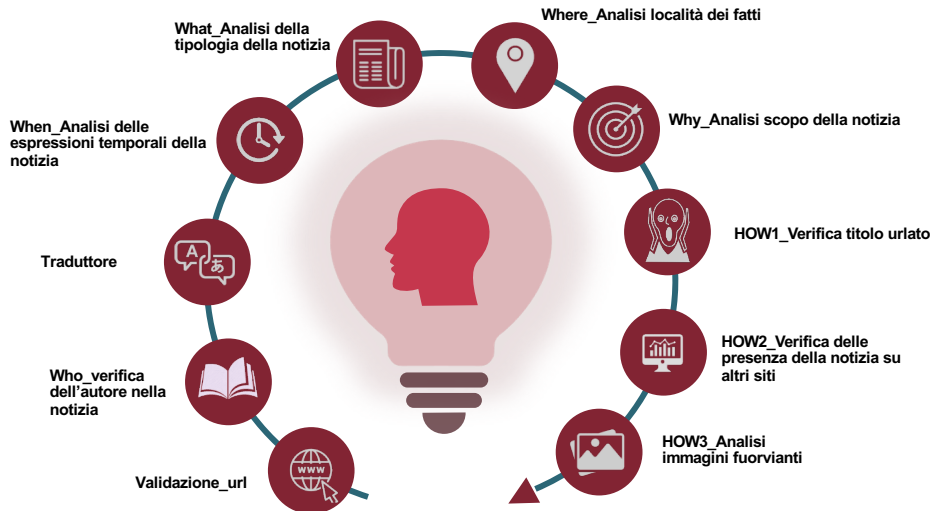 Where_Analisi località dei fatti
What_Analisi della
tipologia della notizia
Why_Analisi scopo della notizia
When_Analisi delle
espressioni temporali della
notizia
HOW1_Verifica titolo urlato
Traduttore
A
あ
HOW2_Verifica delle
presenza della notizia su
altri siti
Who_verifica
dell'autore nella
notizia
HOW3_Analisi
immagini fuorvianti
Validazione_url
www